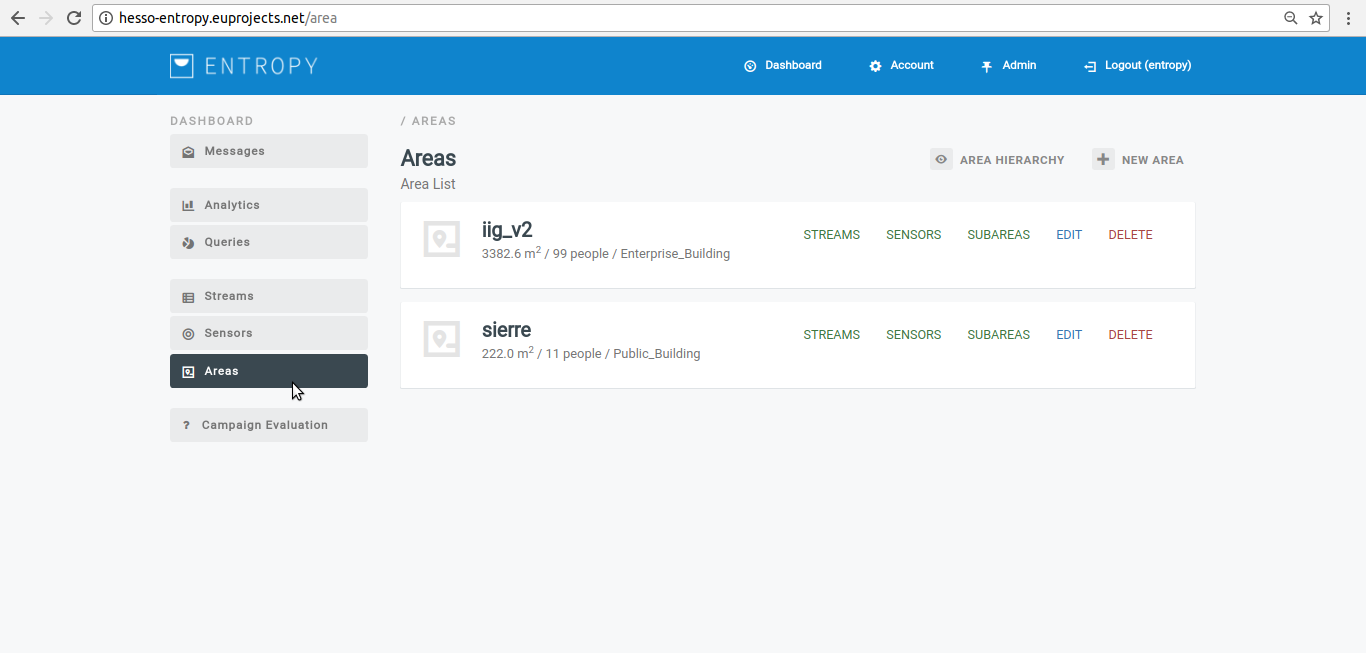 hesso-entropy.euprojects.net/area
ENTROPY
Dashboard
Account
Admin
Logout (entropy)
DASHBOARD
Messages
Analytics
Queries
Streams
Sensors
Areas
? Campaign Evaluation
/ AREAS
Areas
AREA HIERARCHY
NEW AREA
Area List
iig_v2
3382.6 m² / 99 people / Enterprise_Building
STREAMS SENSORS SUBAREAS EDIT DELETE
sierre
222.0 m² / 11 people / Public_Building
STREAMS SENSORS SUBAREAS EDIT DELETE